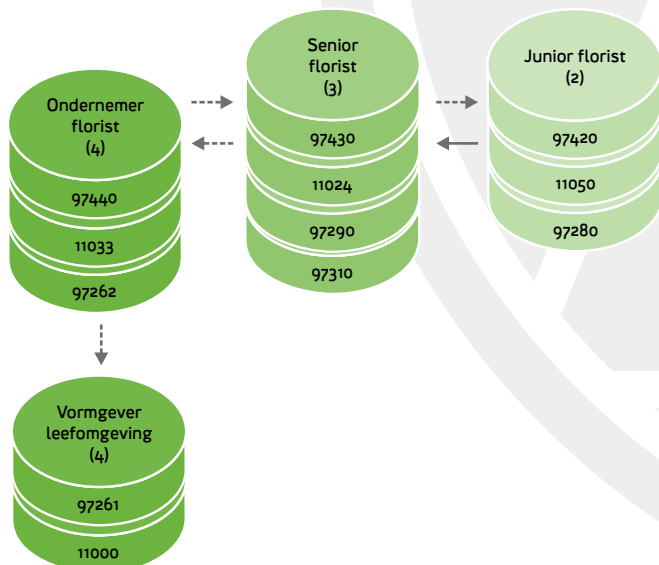 Ondernemer
florist
(4)
97440
11033
97262
Senior
florist
(3)
97430
11024
97290
97310
Junior florist
(2)
97420
11050
97280
Vormgever
leefomgeving
(4)
97261
11000